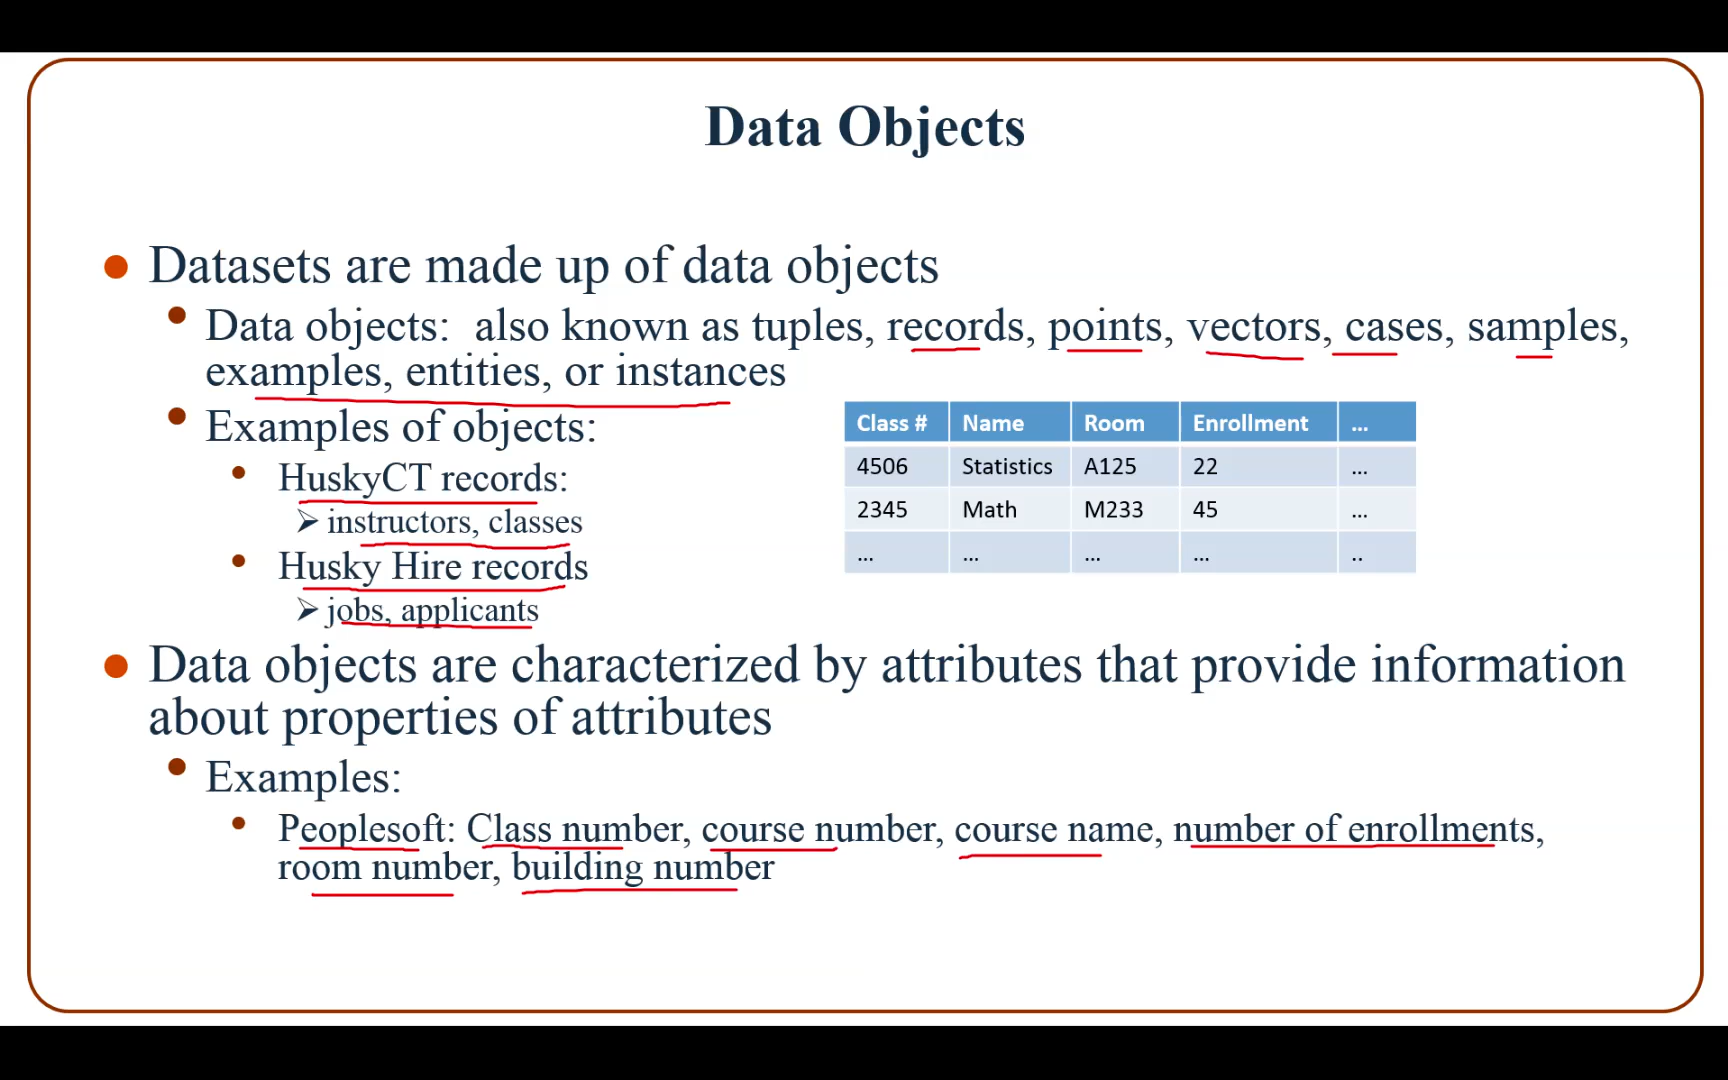 Data Objects
Datasets are made up of data objects
Data objects: also known as tuples, records, points, vectors, cases, samples,
examples, entities, or instances
Examples of objects:
HuskyCT records:
instructors, classes
Husky Hire records
jobs, applicants
Class # Name Room Enrollment ...
4506 Statistics A125 22 ...
2345 Math M233 45 ...
... ... ... ... ..
Data objects are characterized by attributes that provide information
about properties of attributes
Examples:
Peoplesoft: Class number, course number, course name, number of enrollments,
room number, building number